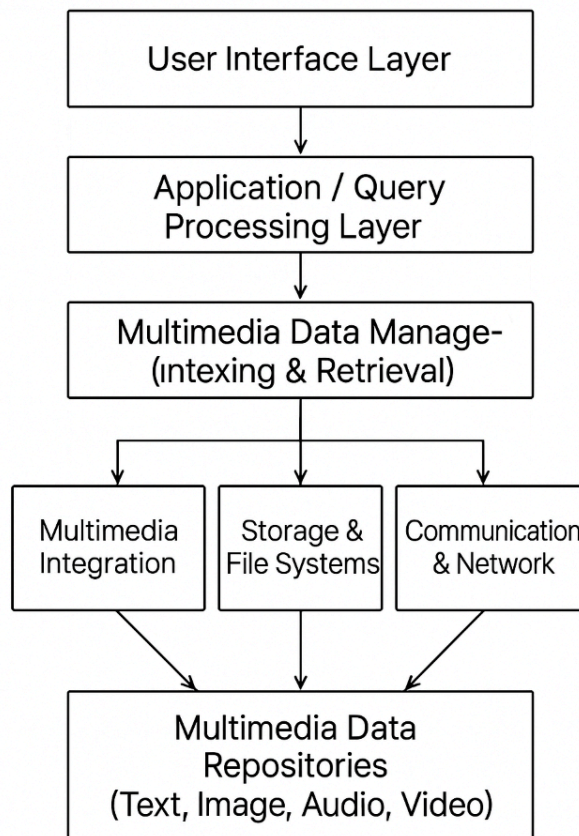 User Interface Layer
Application / Query
Processing Layer
Multimedia Data Manage-
(ıntexing & Retrieval)
Multimedia
Integration
Storage &
File Systems
Communication
& Network
Multimedia Data
Repositories
(Text, Image, Audio, Video)